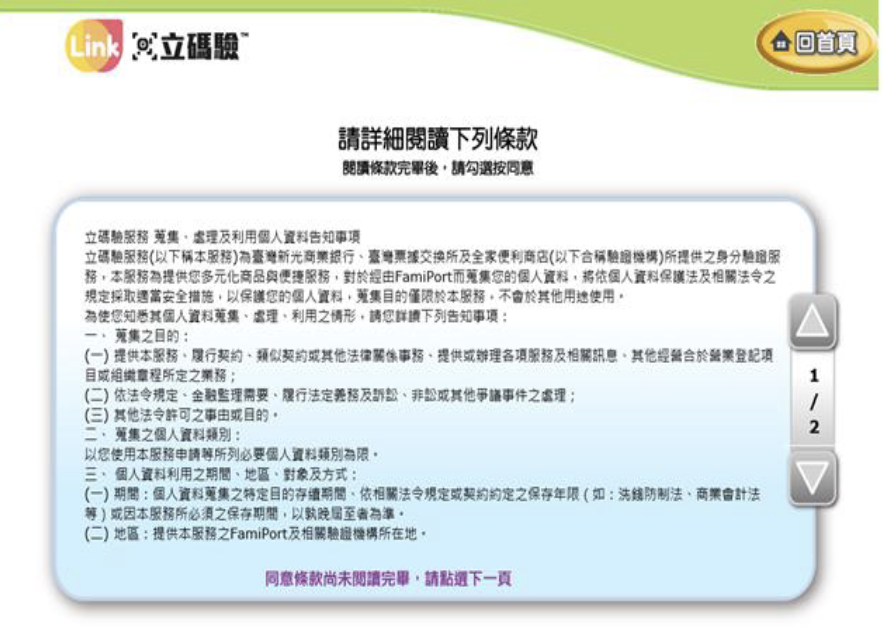 Link 立碼驗™
回首頁
請詳細閱讀下列條款
閱讀條款完畢後，請勾選按同意
立碼驗服務 蒐集、處理及利用個人資料告知事項
立碼驗服務(以下稱本服務)為臺灣新光商業銀行、臺灣票據交換所及全家便利商店(以下合稱驗證機構)所提供之身分驗證服
務，本服務為提供您多元化商品與便捷服務，對於經由FamiPort而蒐集您的個人資料，將依個人資料保護法及相關法令之
規定採取適當安全措施，以保護您的個人資料，蒐集目的僅限於本服務，不會於其他用途使用。
為使您知悉其個人資料蒐集、處理、利用之情形，請您詳讀下列告知事項：
一、 蒐集之目的：
(一) 提供本服務、履行契約、類似契約或其他法律關係事務、提供或辦理各項服務及相關訊息、其他經營合於營業登記項
目或組織章程所定之業務；
(二) 依法令規定、金融監理需要、履行法定義務及訴訟、非訟或其他爭議事件之處理；
(三) 其他法令許可之事由或目的。
二、 蒐集之個人資料類別：
以您使用本服務申請等所列必要個人資料類別為限。
三、 個人資料利用之期間、地區、對象及方式：
(一) 期間：個人資料蒐集之特定目的存續期間、依相關法令規定或契約約定之保存年限 ( 如：洗錢防制法、商業會計法
等 ) 或因本服務所必須之保存期間，以孰晚屆至者為準。
(二) 地區：提供本服務之FamiPort及相關驗證機構所在地。
1
/
2
同意條款尚未閱讀完畢，請點選下一頁